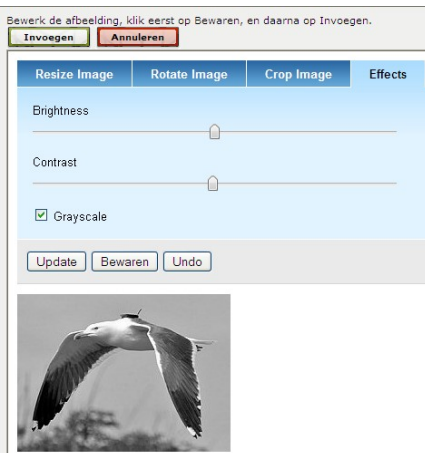 Bewerk de afbeelding, klik eerst op Bewaren, en daarna op Invoegen.
Invoegen Annuleren
Resize Image Rotate Image Crop Image Effects
Brightness
Contrast
Grayscale
Update Bewaren Undo